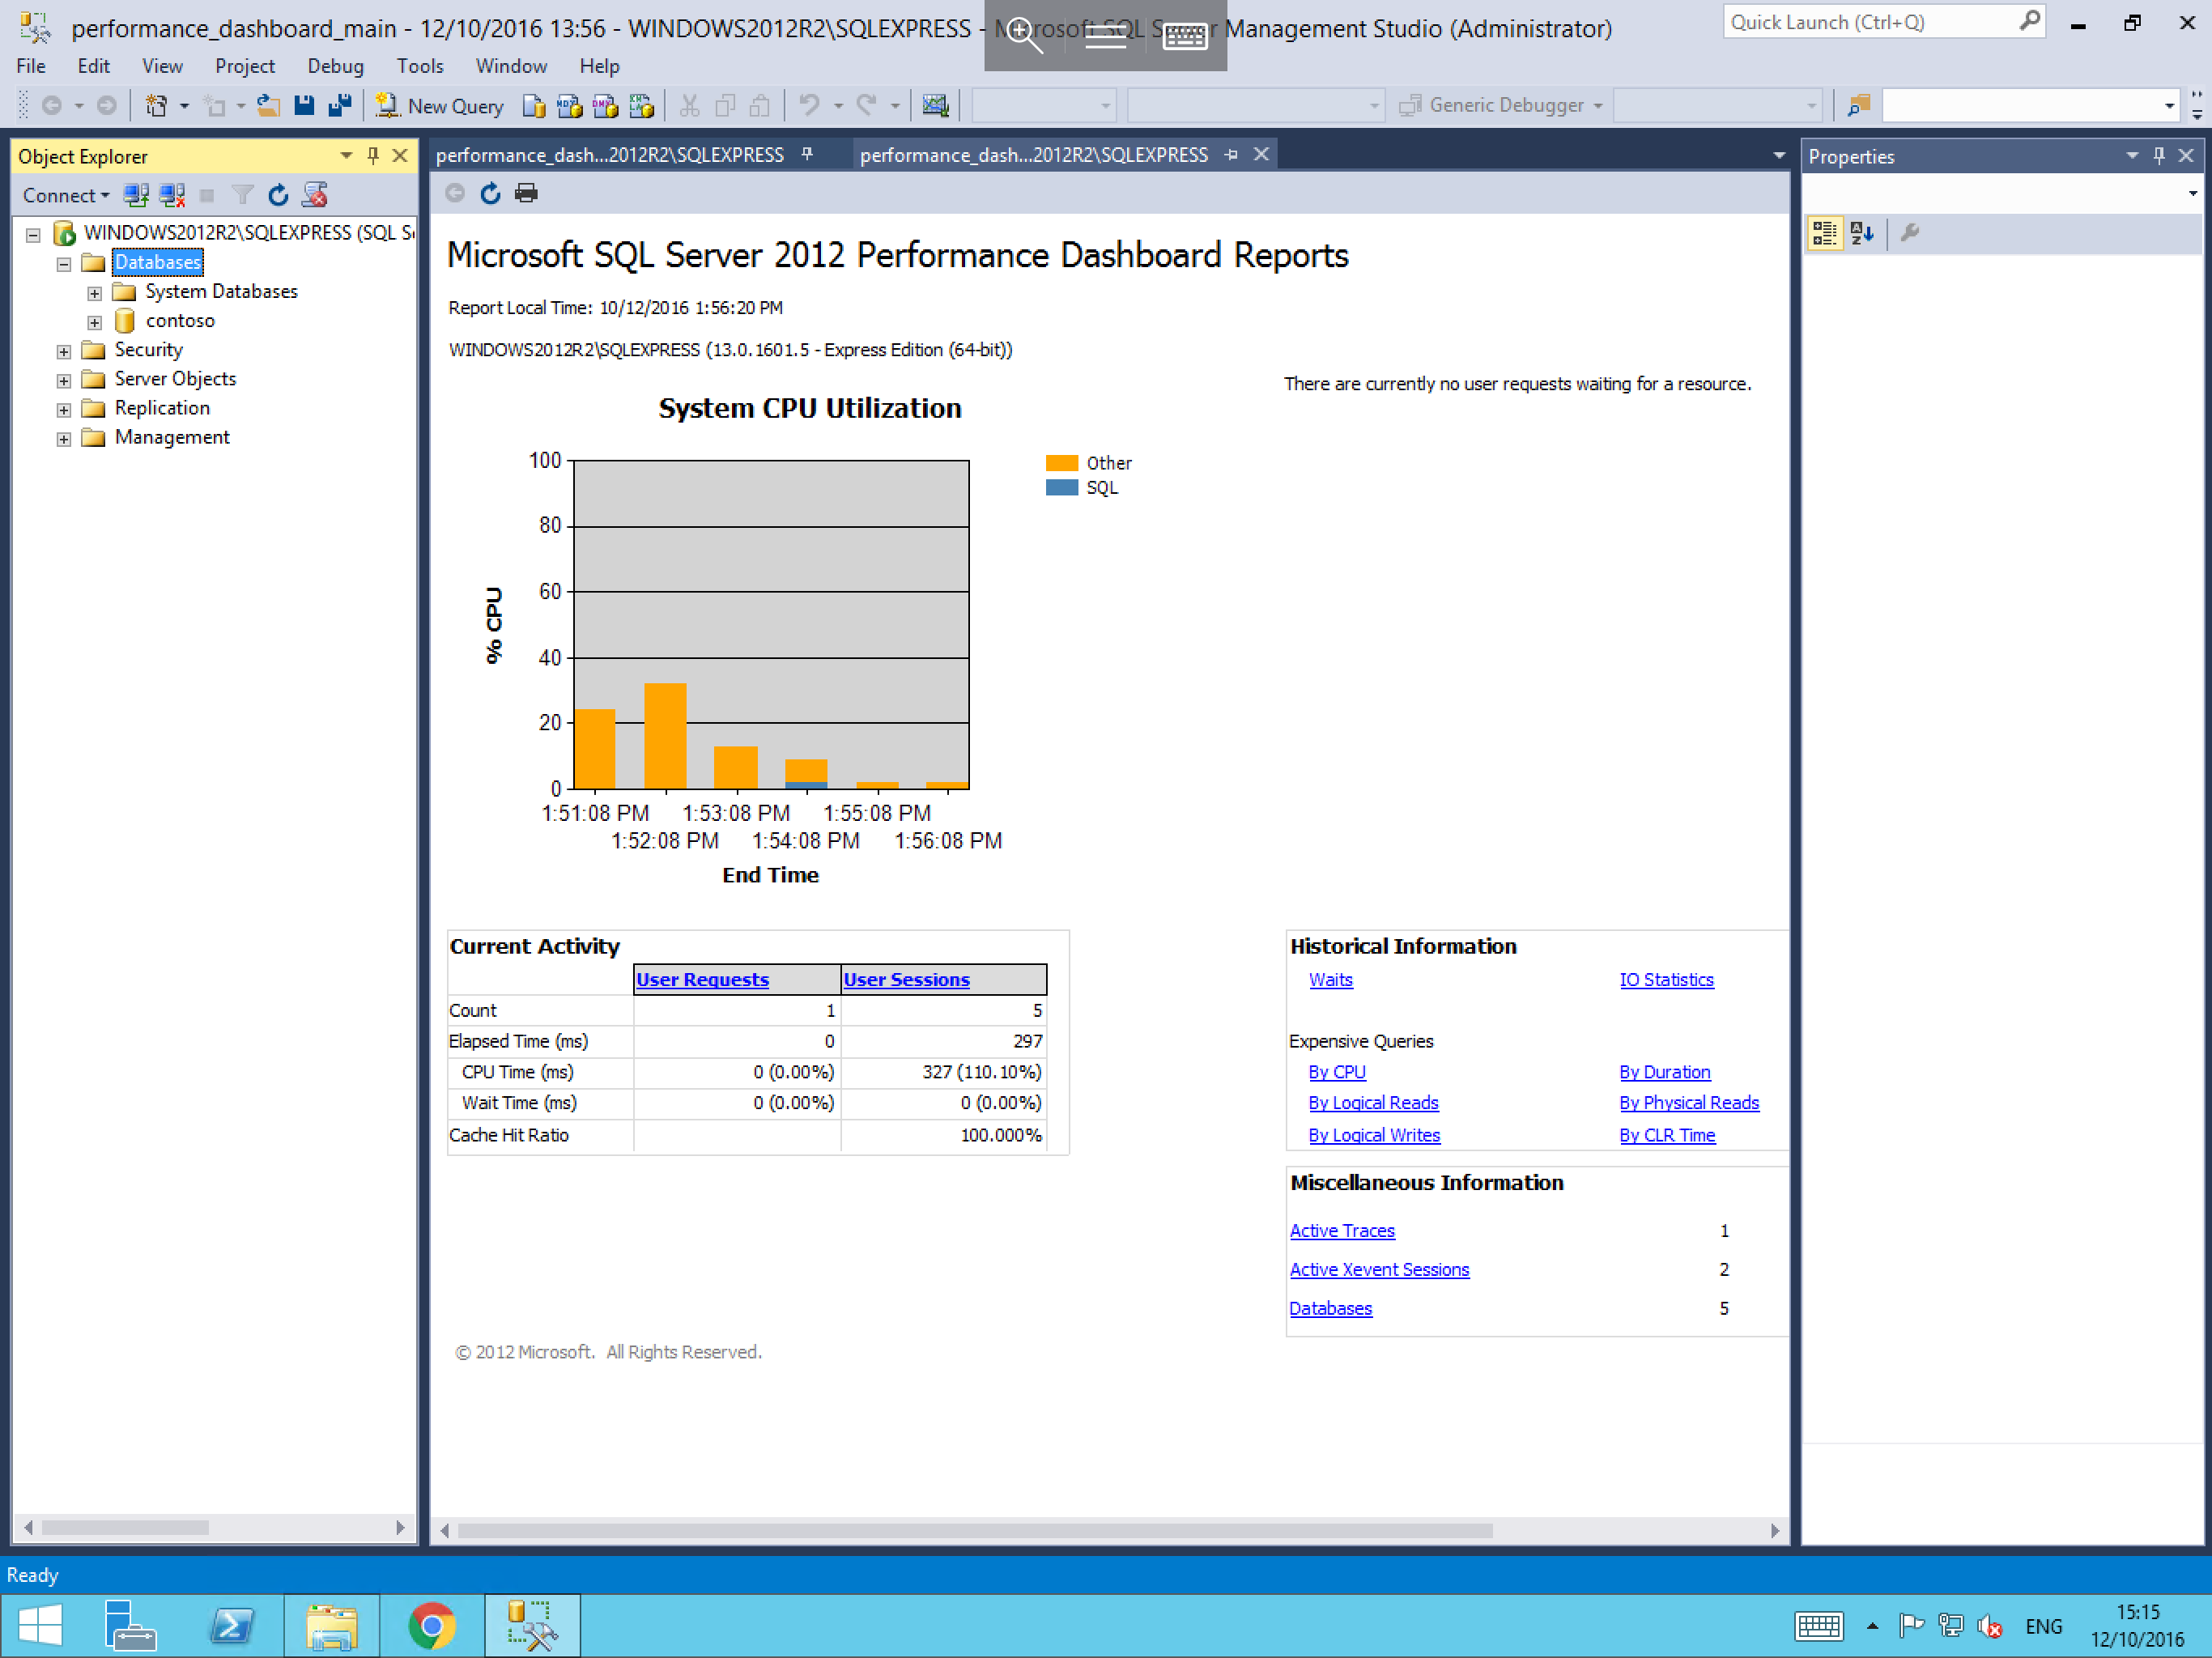 performance_dashboard_main - 12/10/2016 13:56 - WINDOWS2012R2\SQLEXPRESS - Microsoft SQL Server Management Studio (Administrator)
Quick Launch (Ctrl+Q)
File Edit View Project Debug Tools Window Help
New Query
Generic Debugger
Object Explorer
Connect
WINDOWS2012R2\SQLEXPRESS (SQL S
Databases
System Databases
contoso
Security
Server Objects
Replication
Management
performance_dash...2012R2\SQLEXPRESS
performance_dash...2012R2\SQLEXPRESS
Microsoft SQL Server 2012 Performance Dashboard Reports
Report Local Time: 10/12/2016 1:56:20 PM
WINDOWS2012R2\SQLEXPRESS (13.0.1601.5 - Express Edition (64-bit))
There are currently no user requests waiting for a resource.
System CPU Utilization
% CPU
100
80
60
40
20
0
1:51:08 PM 1:53:08 PM 1:55:08 PM
1:52:08 PM 1:54:08 PM 1:56:08 PM
End Time
Other
SQL
Current Activity
User Requests User Sessions
Count 1 5
Elapsed Time (ms) 0 297
CPU Time (ms) 0 (0.00%) 327 (110.10%)
Wait Time (ms) 0 (0.00%) 0 (0.00%)
Cache Hit Ratio 100.000%
Historical Information
Waits IO Statistics
Expensive Queries
By CPU By Duration
By Logical Reads By Physical Reads
By Logical Writes By CLR Time
Miscellaneous Information
Active Traces 1
Active Xevent Sessions 2
Databases 5
© 2012 Microsoft. All Rights Reserved.
Properties
Ready
ENG
15:15
12/10/2016